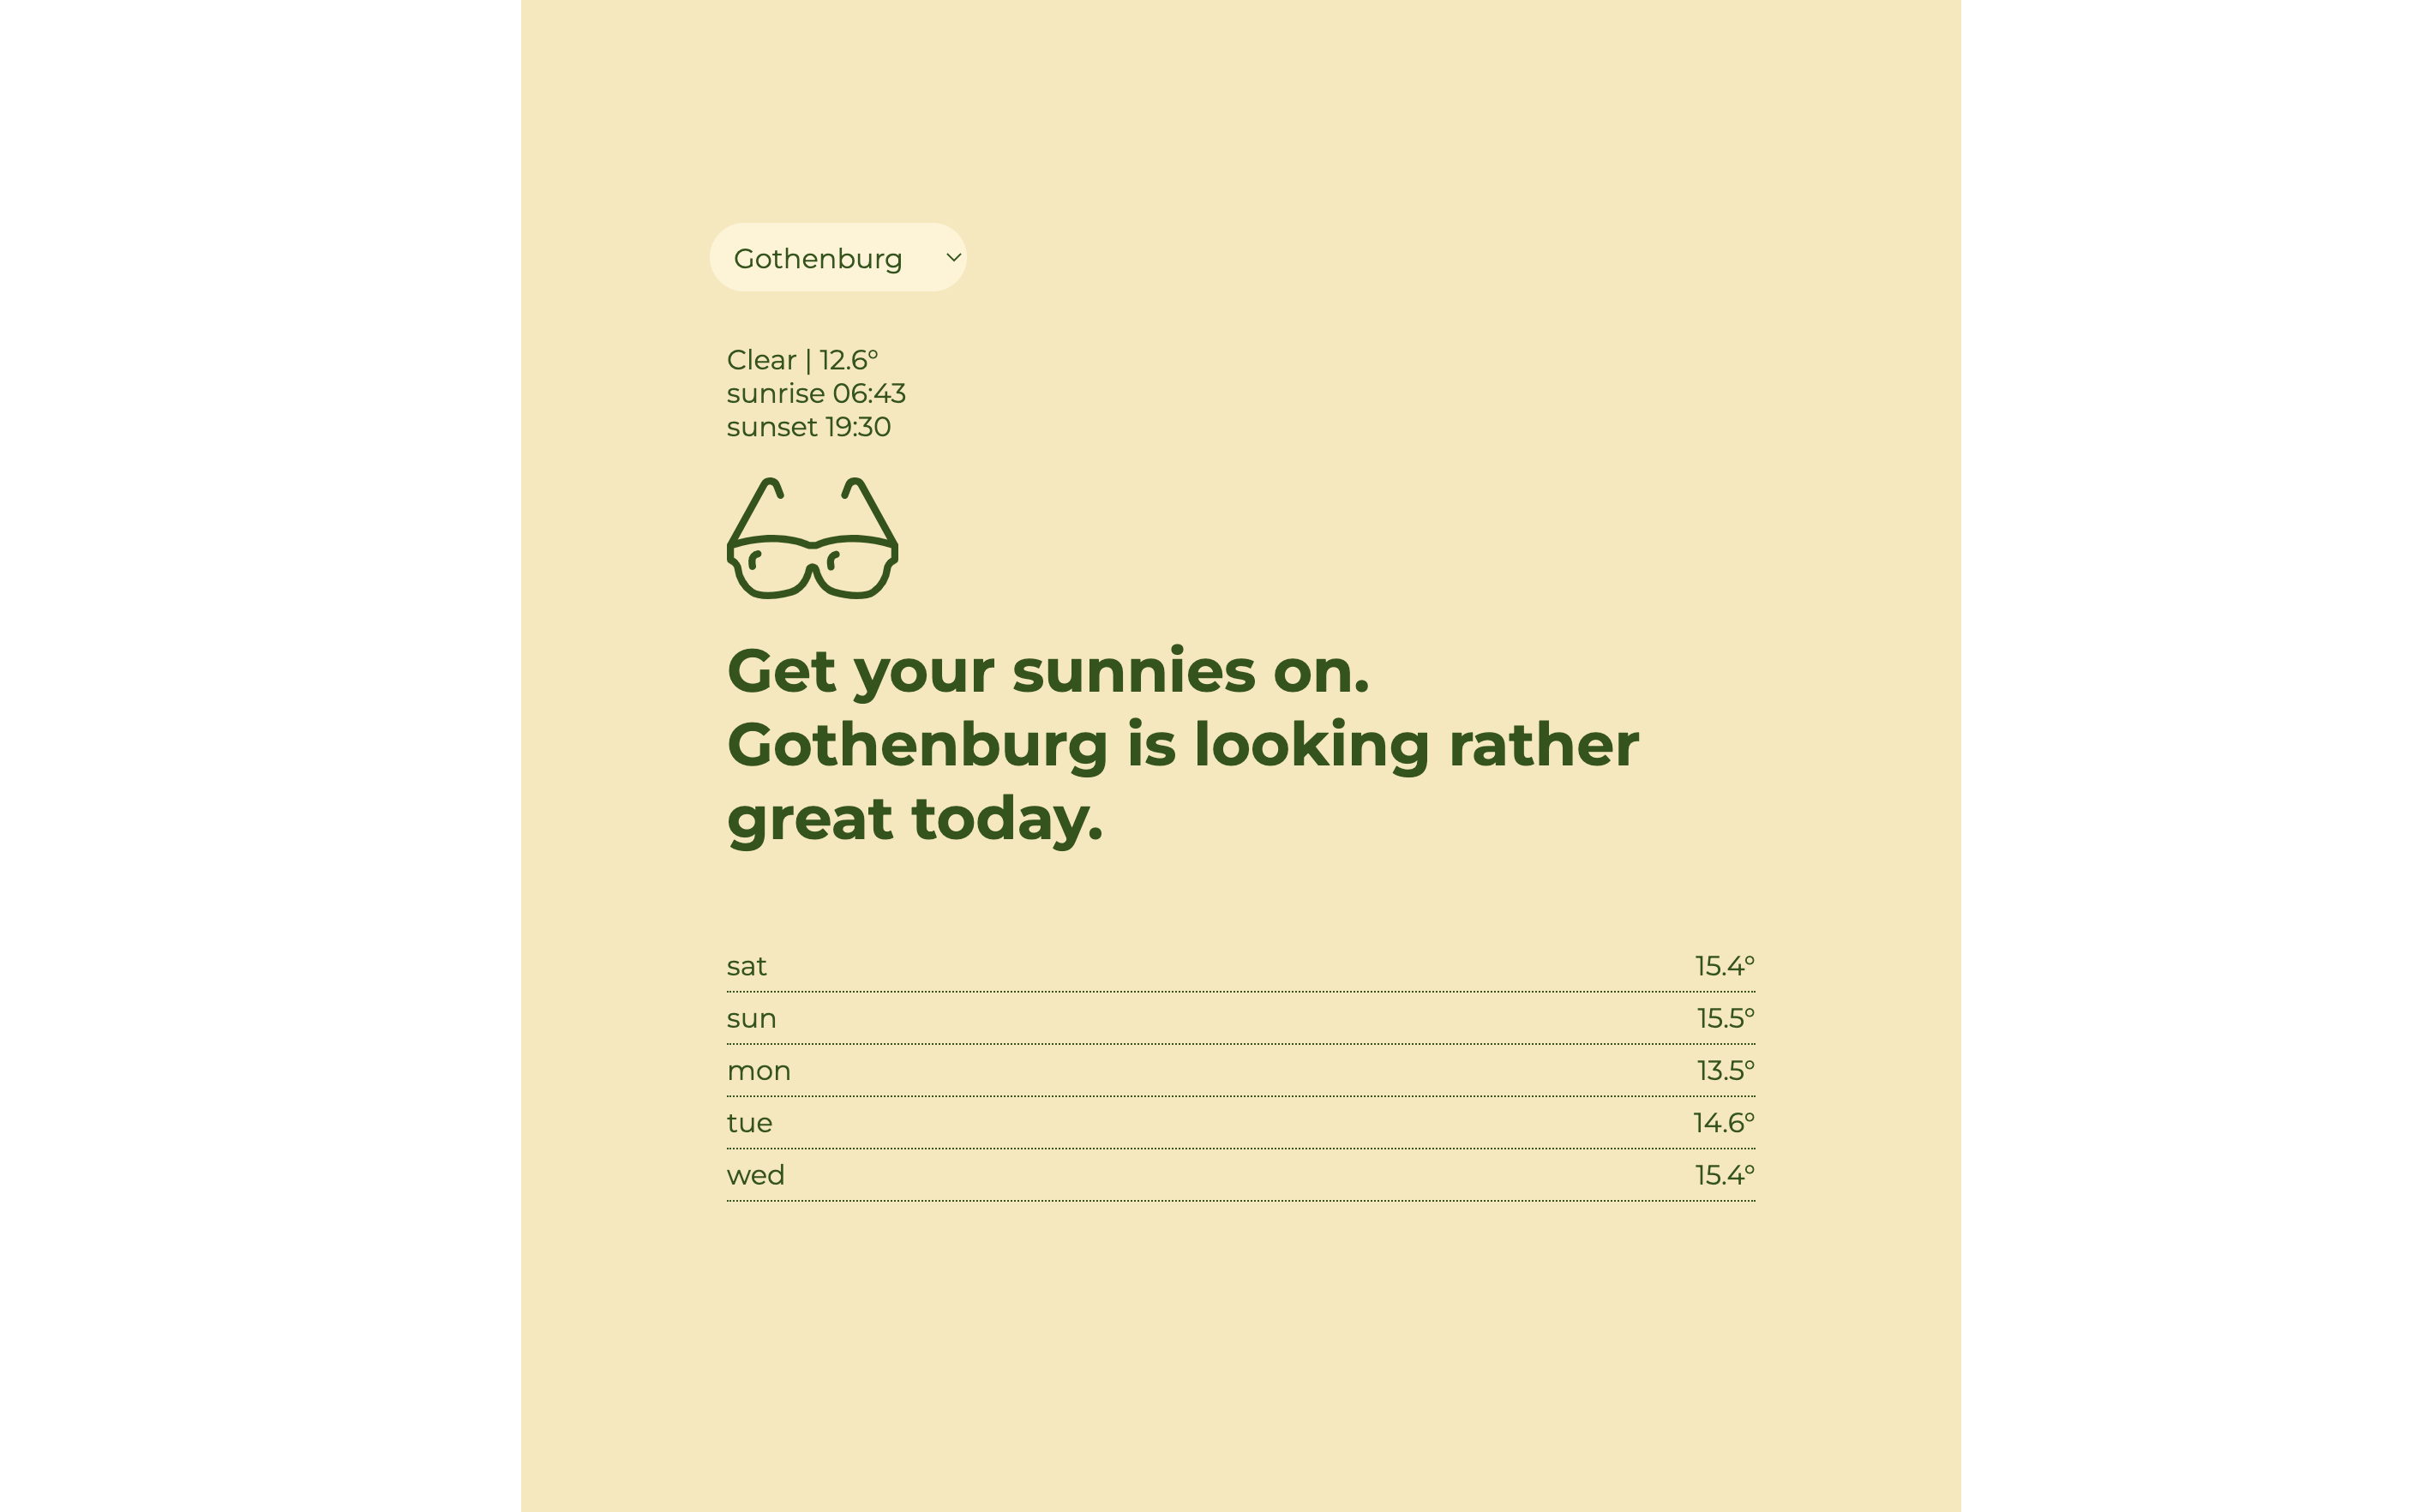 Gothenburg
Clear | 12.6°
sunrise 06:43
sunset 19:30
Get your sunnies on.
Gothenburg is looking rather
great today.
sat 15.4°
sun 15.5°
mon 13.5°
tue 14.6°
wed 15.4°